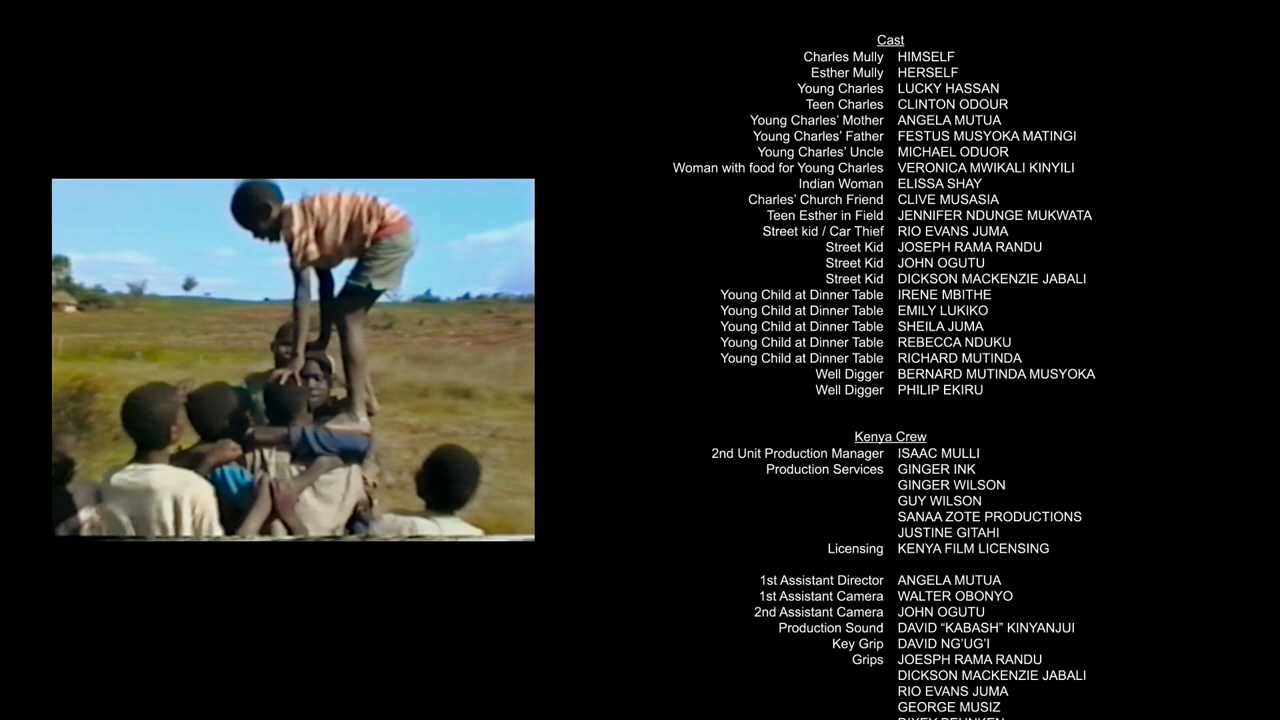 Cast
Charles Mully HIMSELF
Esther Mully HERSELF
Young Charles LUCKY HASSAN
Teen Charles CLINTON ODOUR
Young Charles' Mother ANGELA MUTUA
Young Charles' Father FESTUS MUSYOKA MATINGI
Young Charles' Uncle MICHAEL ODUOR
Woman with food for Young Charles VERONICA MWIKALI KINYILI
Indian Woman ELISSA SHAY
Charles' Church Friend CLIVE MUSASIA
Teen Esther in Field JENNIFER NDUNGE MUKWATA
Street kid / Car Thief RIO EVANS JUMA
Street Kid JOSEPH RAMA RANDU
Street Kid JOHN OGUTU
Street Kid DICKSON MACKENZIE JABALI
Young Child at Dinner Table IRENE MBITHE
Young Child at Dinner Table EMILY LUKIKO
Young Child at Dinner Table SHEILA JUMA
Young Child at Dinner Table REBECCA NDUKU
Young Child at Dinner Table RICHARD MUTINDA
Well Digger BERNARD MUTINDA MUSYOKA
Well Digger PHILIP EKIRU
Kenya Crew
2nd Unit Production Manager ISAAC MULLI
Production Services GINGER INK
GINGER WILSON
GUY WILSON
SANAA ZOTE PRODUCTIONS
JUSTINE GITAHI
Licensing KENYA FILM LICENSING
1st Assistant Director ANGELA MUTUA
1st Assistant Camera WALTER OBONYO
2nd Assistant Camera JOHN OGUTU
Production Sound DAVID “KABASH” KINYANJUI
Key Grip DAVID NG'UG'I
Grips JOESPH RAMA RANDU
DICKSON MACKENZIE JABALI
RIO EVANS JUMA
GEORGE MUSIZ